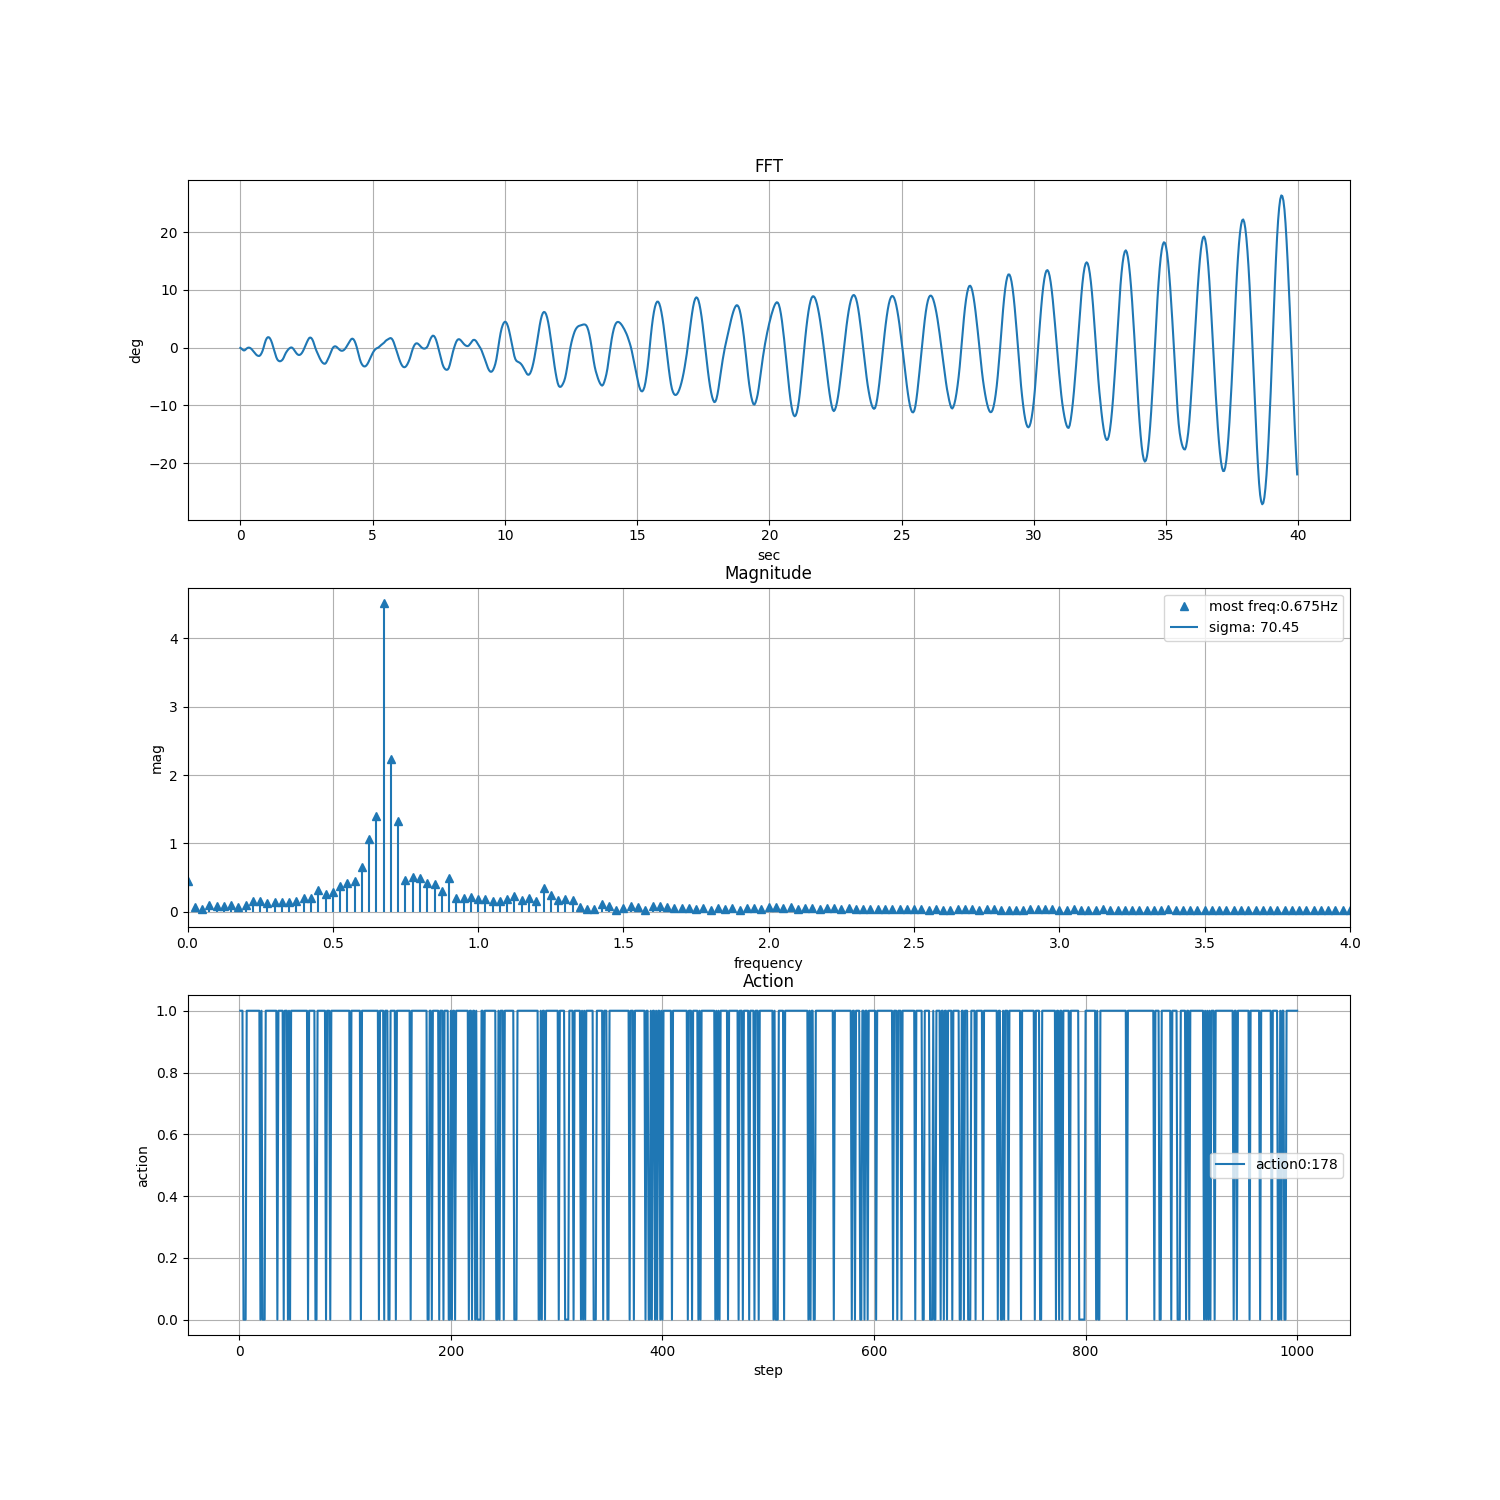 FFT
20
10
0
−10
−20
deg
0 5 10 15 20 25 30 35 40
sec
Magnitude
most freq:0.675Hz
sigma: 70.45
4
3
2
1
0
mag
0.0 0.5 1.0 1.5 2.0 2.5 3.0 3.5 4.0
frequency
Action
1.0
0.8
0.6
0.4
0.2
0.0
action
action0:178
0 200 400 600 800 1000
step